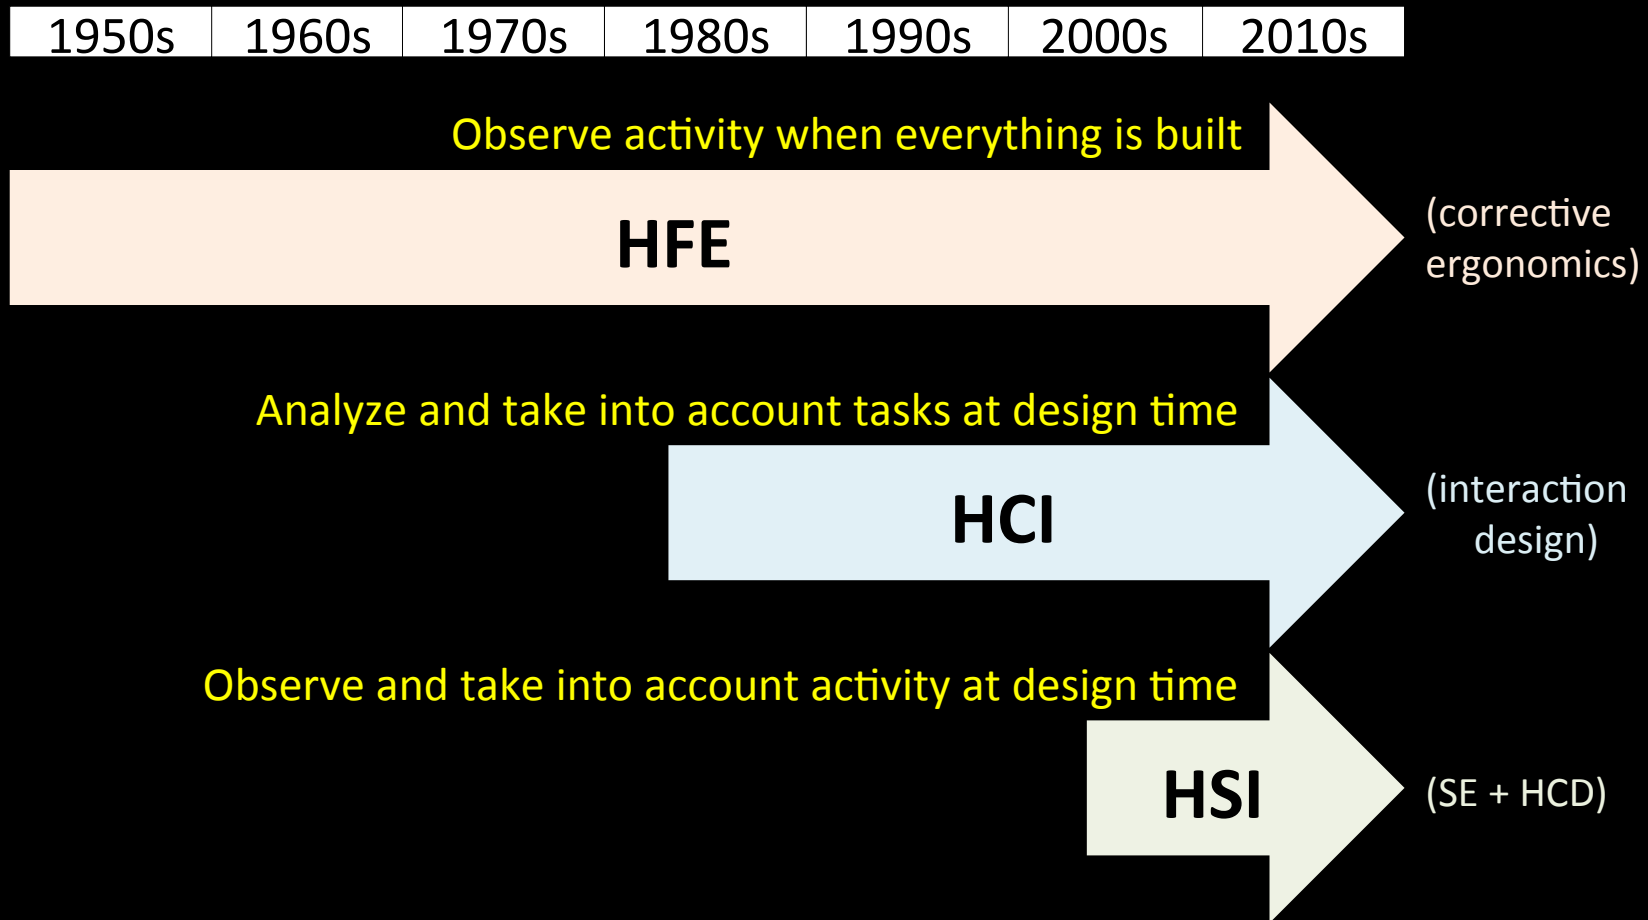 1950s 1960s 1970s 1980s 1990s 2000s 2010s
Observe activity when everything is built
HFE
(corrective
ergonomics)
Analyze and take into account tasks at design time
HCI
(interaction
design)
Observe and take into account activity at design time
HSI
(SE + HCD)